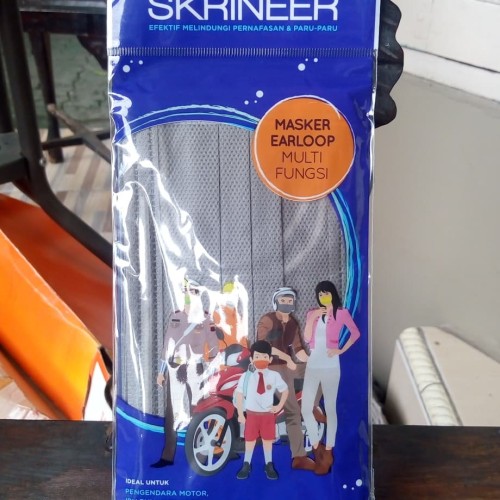 SKRINEER
EFEKTIF MELINDUNGI PERNAFASAN & PARU-PARU
MASKER
EARLOOP
MULTI
FUNGSI
IDEAL UNTUK
PENGENDARA MOTOR,